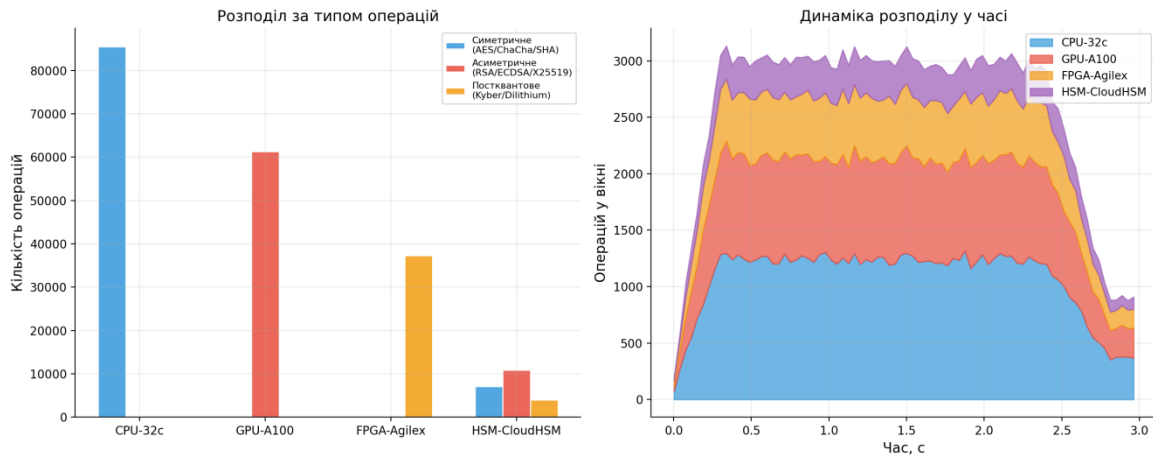 Розподіл за типом операцій
Кількість операцій
80000
70000
60000
50000
40000
30000
20000
10000
0
Симетричне
(AES/ChaCha/SHA)
Асиметричне
(RSA/ECDSA/X25519)
Постквантове
(Kyber/Dilithium)
CPU-32c
GPU-A100
FPGA-Agilex
HSM-CloudHSM
Динаміка розподілу у часі
Операцій у вікні
3000
2500
2000
1500
1000
500
0
CPU-32c
GPU-A100
FPGA-Agilex
HSM-CloudHSM
0.0
0.5
1.0
1.5
2.0
2.5
3.0
Час, с